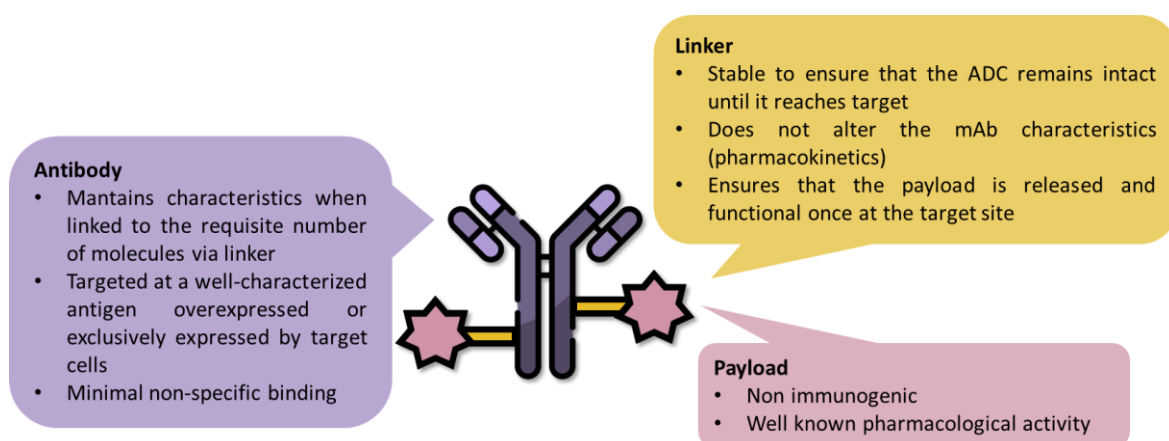 Linker
• Stable to ensure that the ADC remains intact
until it reaches target
• Does not alter the mAb characteristics
(pharmacokinetics)
• Ensures that the payload is released and
functional once at the target site
Antibody
• Mantains characteristics when
linked to the requisite number
of molecules via linker
• Targeted at a well-characterized
antigen overexpressed or
exclusively expressed by target
cells
• Minimal non-specific binding
Payload
• Non immunogenic
• Well known pharmacological activity